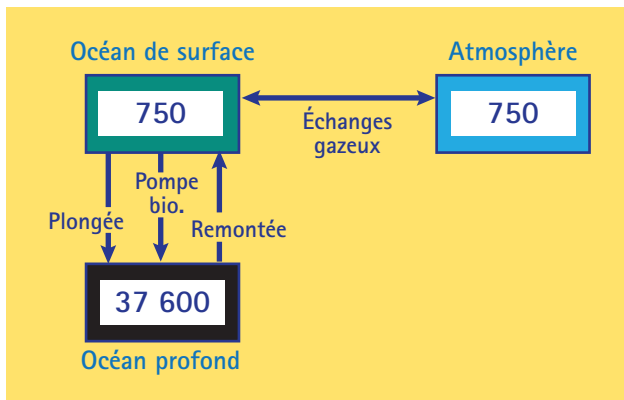 Océan de surface
Atmosphère
750
750
Échanges
gazeux
Pompe
bio.
Plongée
Remontée
37 600
Océan profond